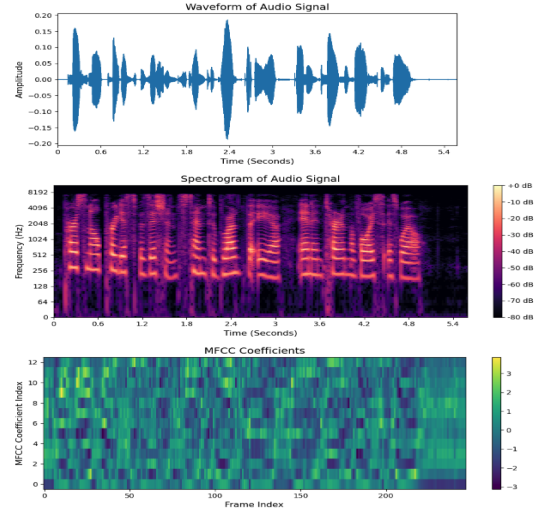 Waveform of Audio Signal
0.20
0.15
0.10
0.05
0.00
−0.05
−0.10
−0.15
−0.20
Amplitude
0 0.6 1.2 1.8 2.4 3 3.6 4.2 4.8 5.4
Time (Seconds)
Spectrogram of Audio Signal
8192
4096
2048
1024
512
256
128
64
0
Frequency (Hz)
0 0.6 1.2 1.8 2.4 3 3.6 4.2 4.8 5.4
Time (Seconds)
+0 dB
-10 dB
-20 dB
-30 dB
-40 dB
-50 dB
-60 dB
-70 dB
-80 dB
MFCC Coefficients
12
10
8
6
4
2
0
MFCC Coefficient Index
0 50 100 150 200
Frame Index
3
2
1
0
−1
−2
−3